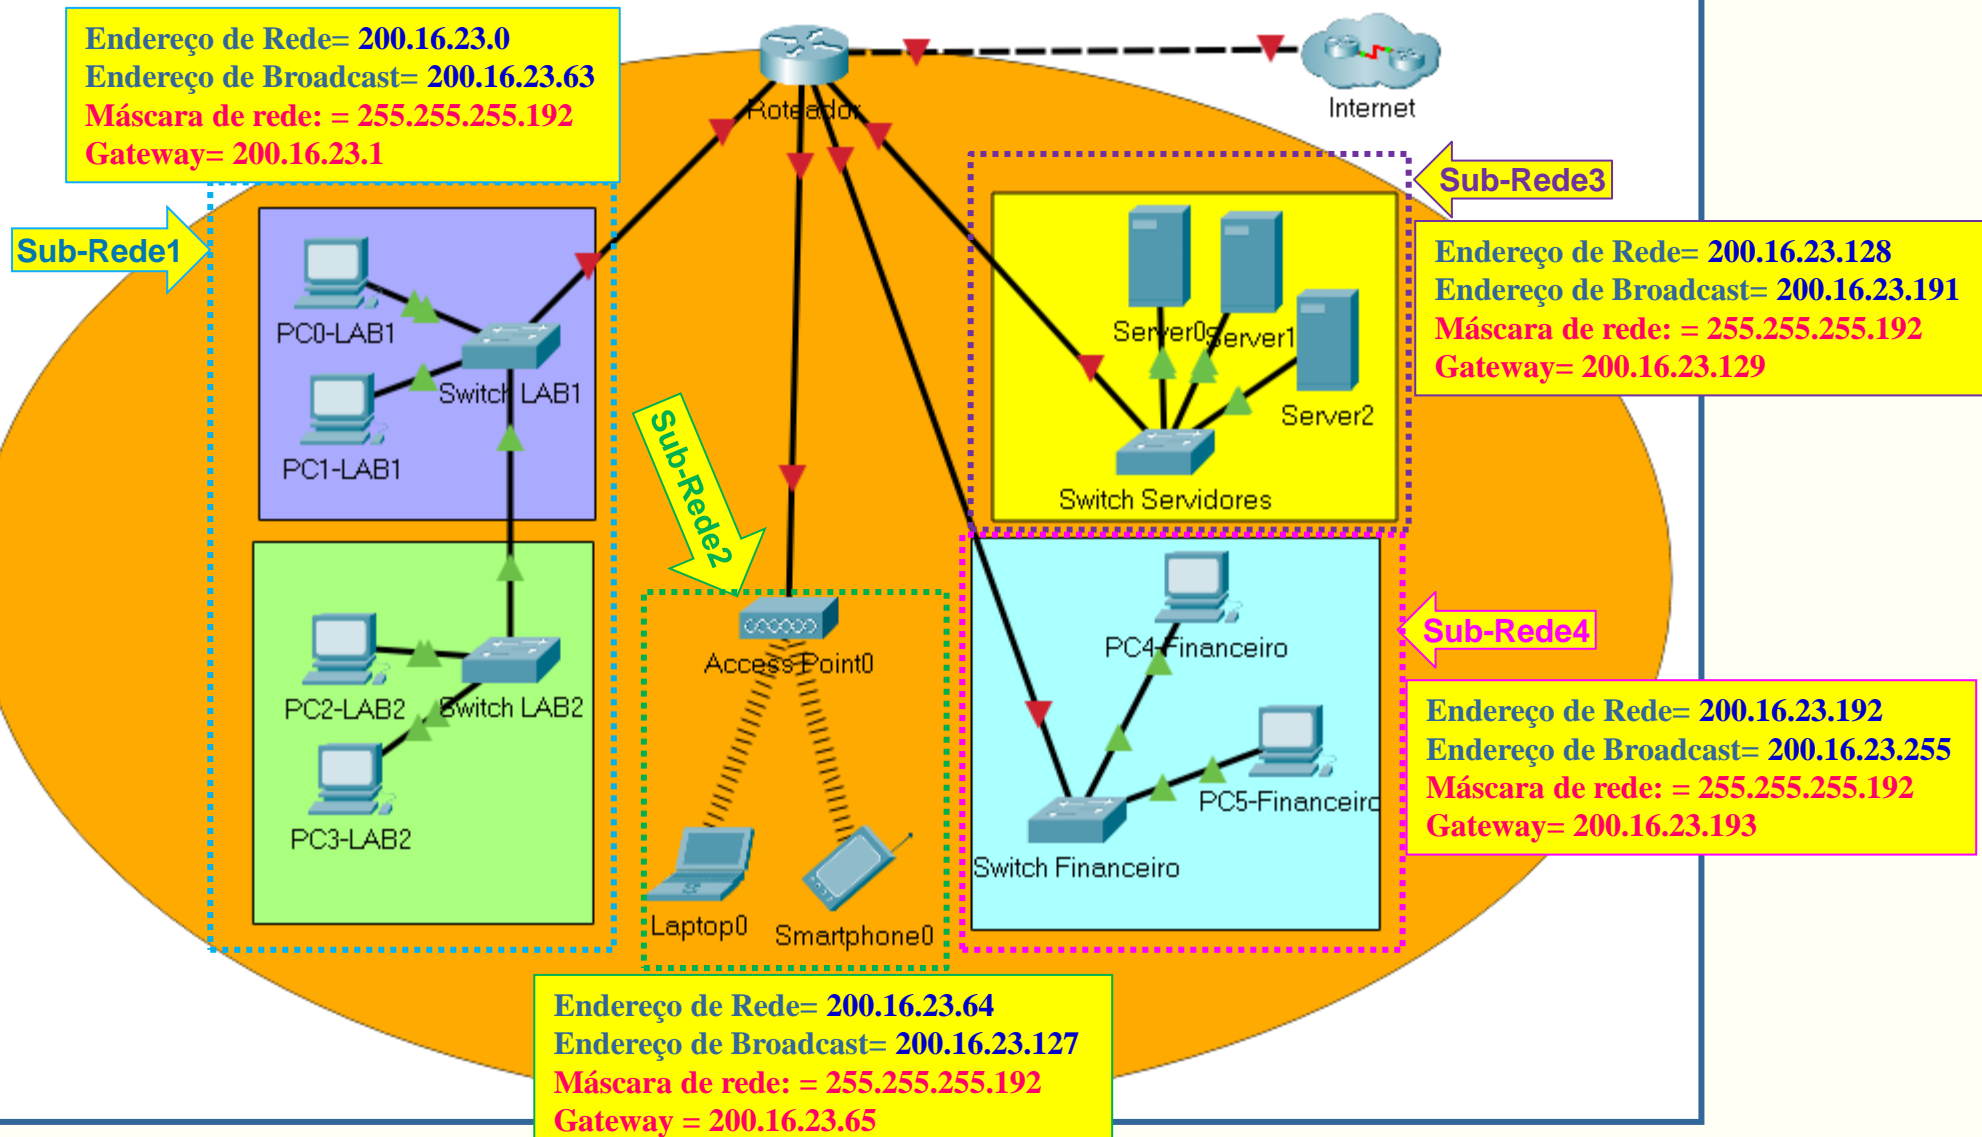 Endereço de Rede= 200.16.23.0
Endereço de Broadcast= 200.16.23.63
Máscara de rede: = 255.255.255.192
Gateway= 200.16.23.1
Roteador
Internet
Sub-Rede1
PC0-LAB1
PC1-LAB1
Switch LAB1
PC2-LAB2
Switch LAB2
PC3-LAB2
Sub-Rede2
Access Point0
Laptop0
Smartphone0
Endereço de Rede= 200.16.23.64
Endereço de Broadcast= 200.16.23.127
Máscara de rede: = 255.255.255.192
Gateway = 200.16.23.65
Sub-Rede3
Server0s
Server1
Server2
Switch Servidores
Endereço de Rede= 200.16.23.128
Endereço de Broadcast= 200.16.23.191
Máscara de rede: = 255.255.255.192
Gateway= 200.16.23.129
Sub-Rede4
PC4-Financeiro
PC5-Financeiro
Switch Financeiro
Endereço de Rede= 200.16.23.192
Endereço de Broadcast= 200.16.23.255
Máscara de rede: = 255.255.255.192
Gateway= 200.16.23.193